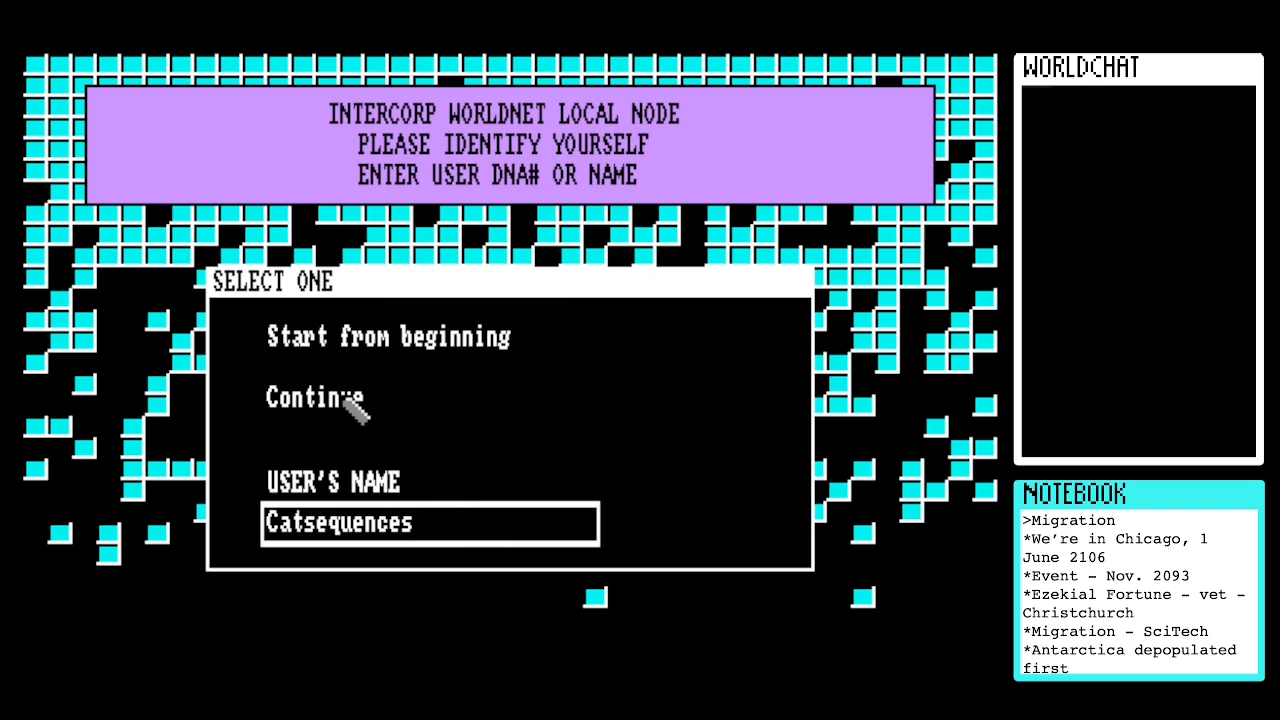 INTERCORP WORLDNET LOCAL NODE
PLEASE IDENTIFY YOURSELF
ENTER USER DNA# OR NAME
SELECT ONE
Start from beginning
Continue
USER'S NAME
Catsequences
WORLDCHAT
NOTEBOOK
>Migration
*We're in Chicago, 1
June 2106
*Event - Nov. 2093
*Ezekial Fortune - vet -
Christchurch
*Migration - SciTech
*Antarctica depopulated
first